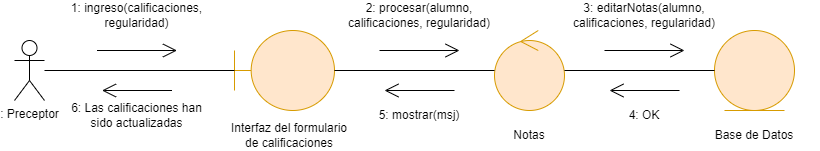 1: ingreso(calificaciones,
regularidad)
2: procesar(alumno,
calificaciones, regularidad)
3: editarNotas(alumno,
calificaciones, regularidad)
: Preceptor
6: Las calificaciones han
sido actualizadas
Interfaz del formulario
de calificaciones
5: mostrar(msj)
Notas
4: OK
Base de Datos